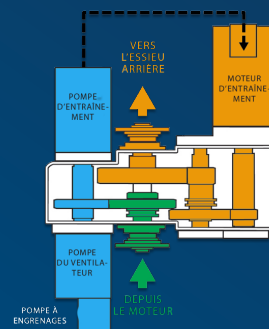 VERS
L'ESSIEU
ARRIÈRE
MOTEUR
D'ENTRAÎNE-
MENT
POMPE
D'ENTRAÎNE-
MENT
POMPE
DU VENTILA-
TEUR
DEPUIS
LE MOTEUR
POMPE À
ENGRENAGES